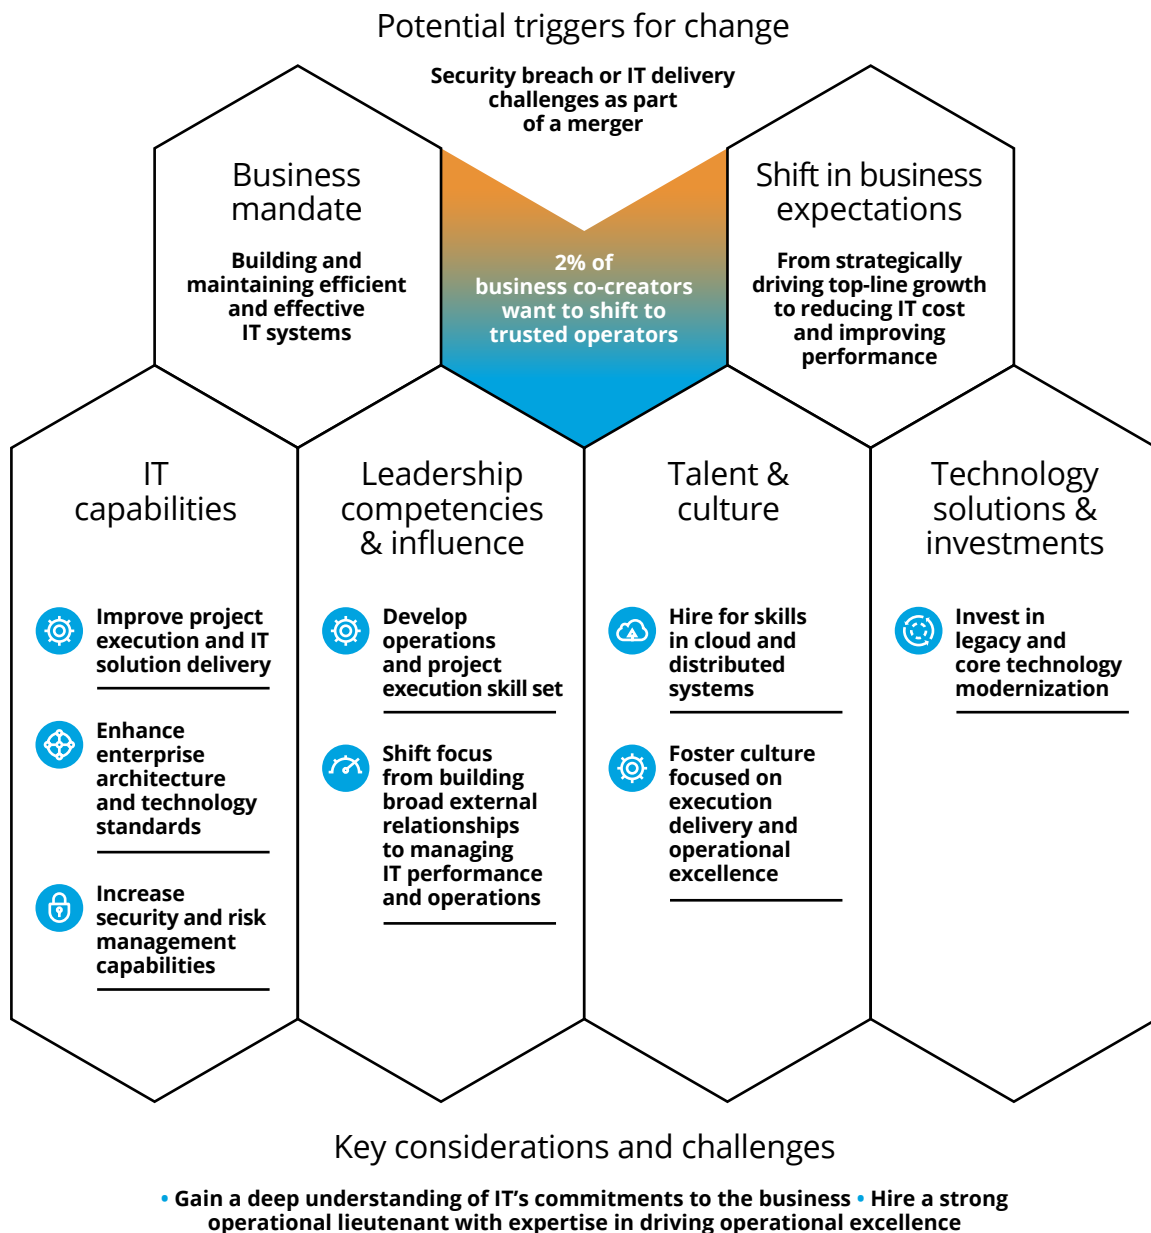 Potential triggers for change
Security breach or IT delivery
challenges as part
of a merger
Business
mandate
Building and
maintaining efficient
and effective
IT systems
2% of
business co-creators
want to shift to
trusted operators
Shift in business
expectations
From strategically
driving top-line growth
to reducing IT cost
and improving
performance
IT
capabilities
Improve project
execution and IT
solution delivery
Enhance
enterprise
architecture
and technology
standards
Increase
security and risk
management
capabilities
Leadership
competencies
& influence
Develop
operations
and project
execution skill set
Shift focus
from building
broad external
relationships
to managing
IT performance
and operations
Talent &
culture
Hire for skills
in cloud and
distributed
systems
Foster culture
focused on
execution
delivery and
operational
excellence
Technology
solutions &
investments
Invest in
legacy and
core technology
modernization
Key considerations and challenges
• Gain a deep understanding of IT’s commitments to the business • Hire a strong
operational lieutenant with expertise in driving operational excellence